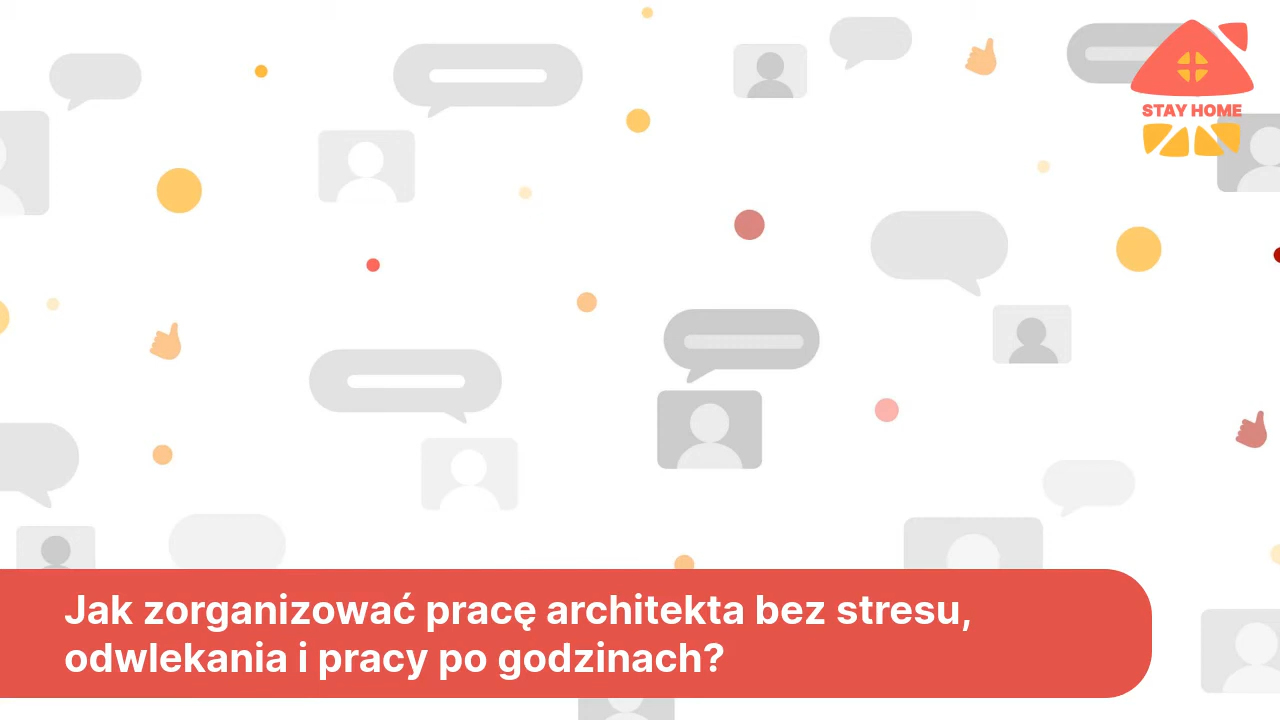 STAY HOME
Jak zorganizować pracę architekta bez stresu,
odwlekania i pracy po godzinach?